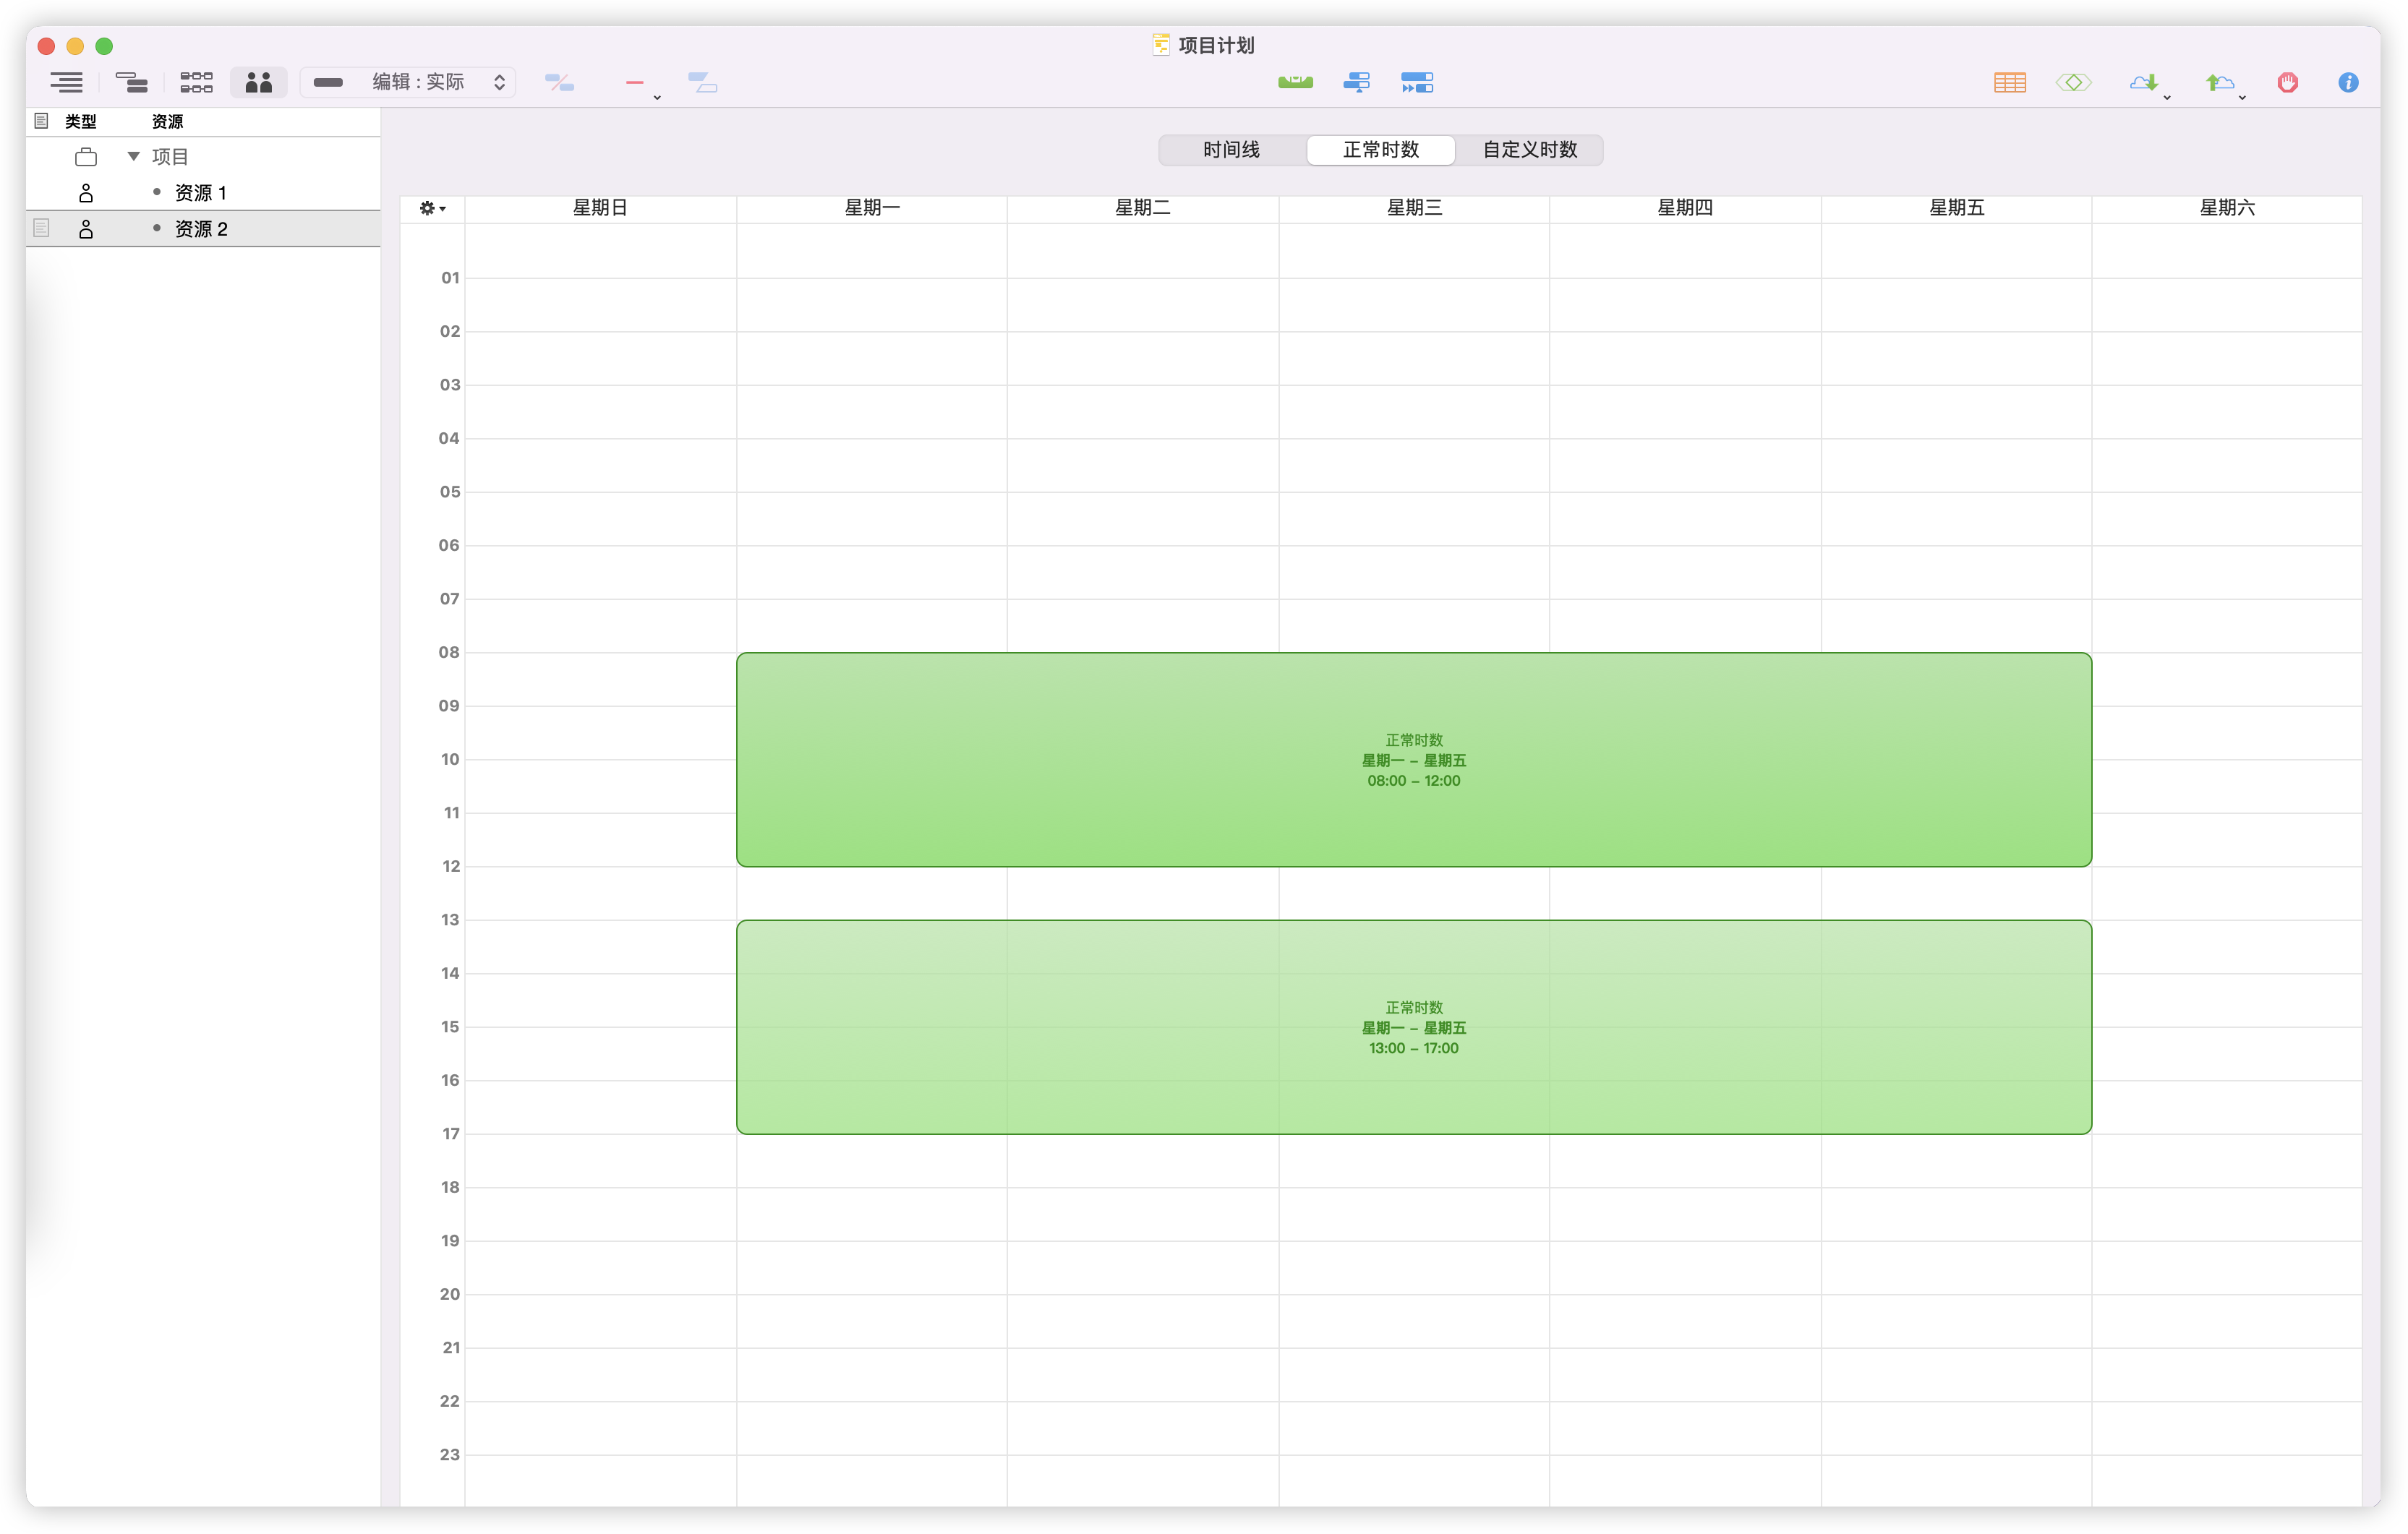 项目计划
编辑：实际
类型 资源
项目
资源 1
资源 2
时间线 正常时数 自定义时数
星期日 星期一 星期二 星期三 星期四 星期五 星期六
01
02
03
04
05
06
07
08
09
10
11
12
13
14
15
16
17
18
19
20
21
22
23
正常时数
星期一 – 星期五
08:00 – 12:00
正常时数
星期一 – 星期五
13:00 – 17:00